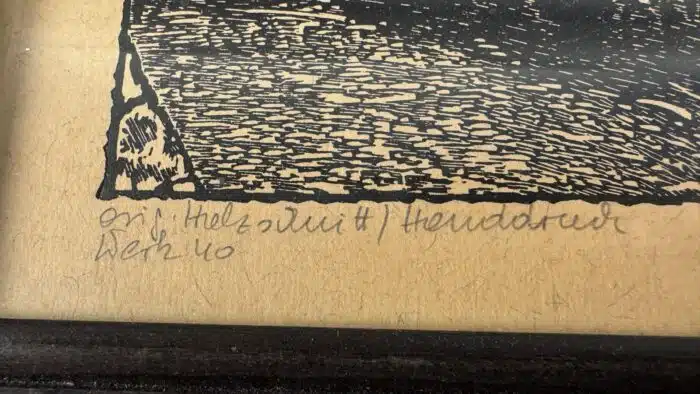 orig. Holzschnitt / Handdruck
Werk 40